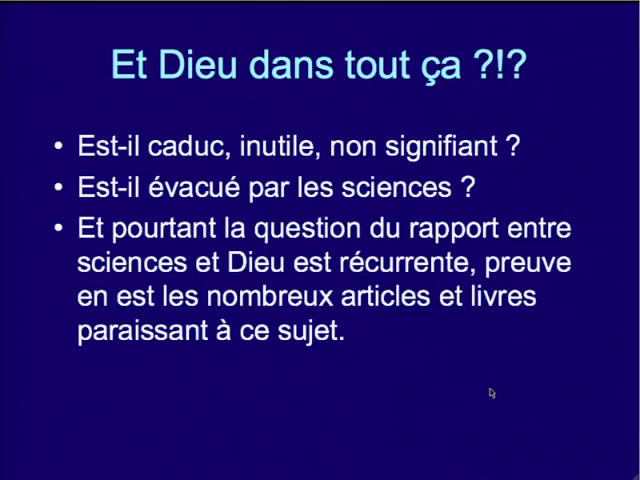 Et Dieu dans tout ça ?!?
• Est-il caduc, inutile, non signifiant ?
• Est-il évacué par les sciences ?
• Et pourtant la question du rapport entre
sciences et Dieu est récurrente, preuve
en est les nombreux articles et livres
paraissant à ce sujet.